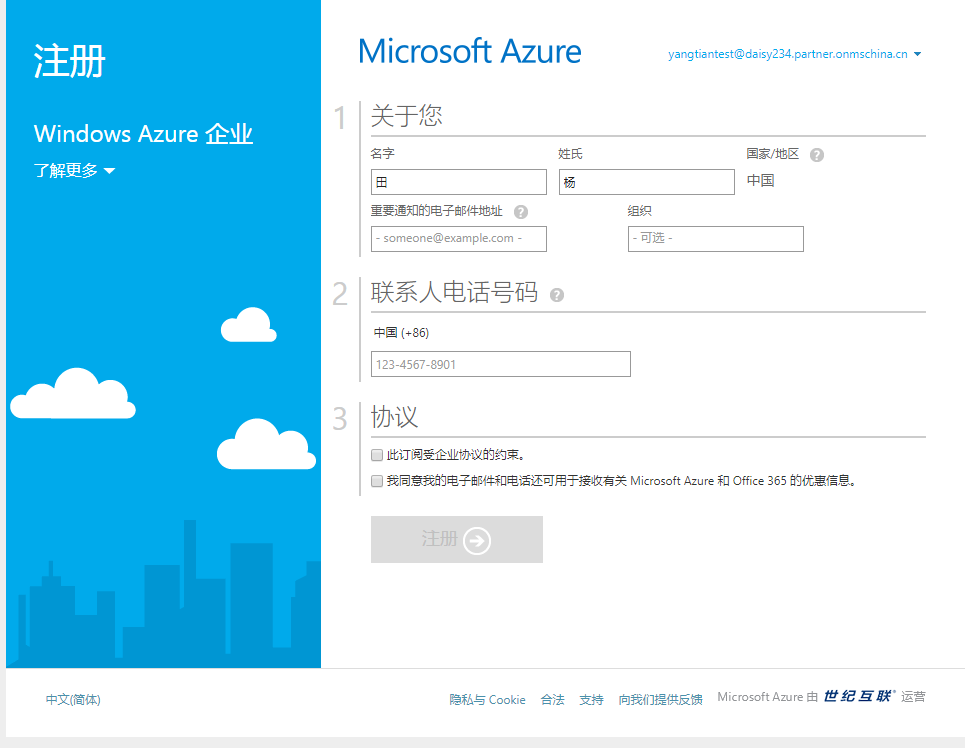 注册
Windows Azure 企业
了解更多
Microsoft Azure
yangtiantest@daisy234.partner.onmschina.cn
1 关于您
名字 姓氏 国家/地区 ?
田 杨 中国
重要通知的电子邮件地址 ? 组织
- someone@example.com - - 可选 -
2 联系人电话号码 ?
中国 (+86)
123-4567-8901
3 协议
此订阅受企业协议的约束。
我同意我的电子邮件和电话还可用于接收有关 Microsoft Azure 和 Office 365 的优惠信息。
注册
中文(简体) 隐私与 Cookie 合法 支持 向我们提供反馈 Microsoft Azure 由 世纪互联 运营